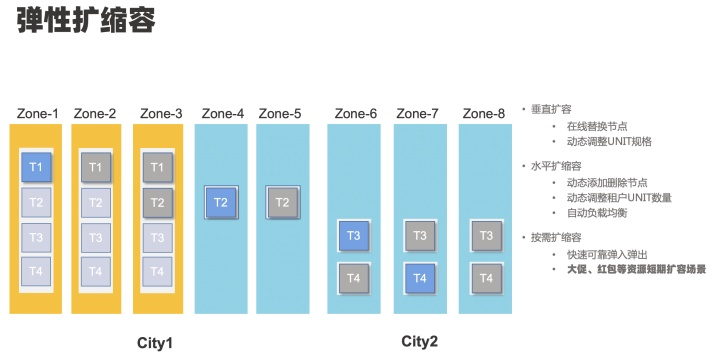 弹性扩缩容
Zone-1 Zone-2 Zone-3 Zone-4 Zone-5 Zone-6 Zone-7 Zone-8
T1 T1 T1
T2 T2 T2 T2 T2
T3 T3 T3 T3 T3 T3
T4 T4 T4 T4 T4 T4
City1 City2
• 垂直扩容
• 在线替换节点
• 动态调整UNIT规格
• 水平扩缩容
• 动态添加删除节点
• 动态调整租户UNIT数量
• 自动负载均衡
• 按需扩缩容
• 快速可靠弹入弹出
• 大促、红包等资源短期扩容场景